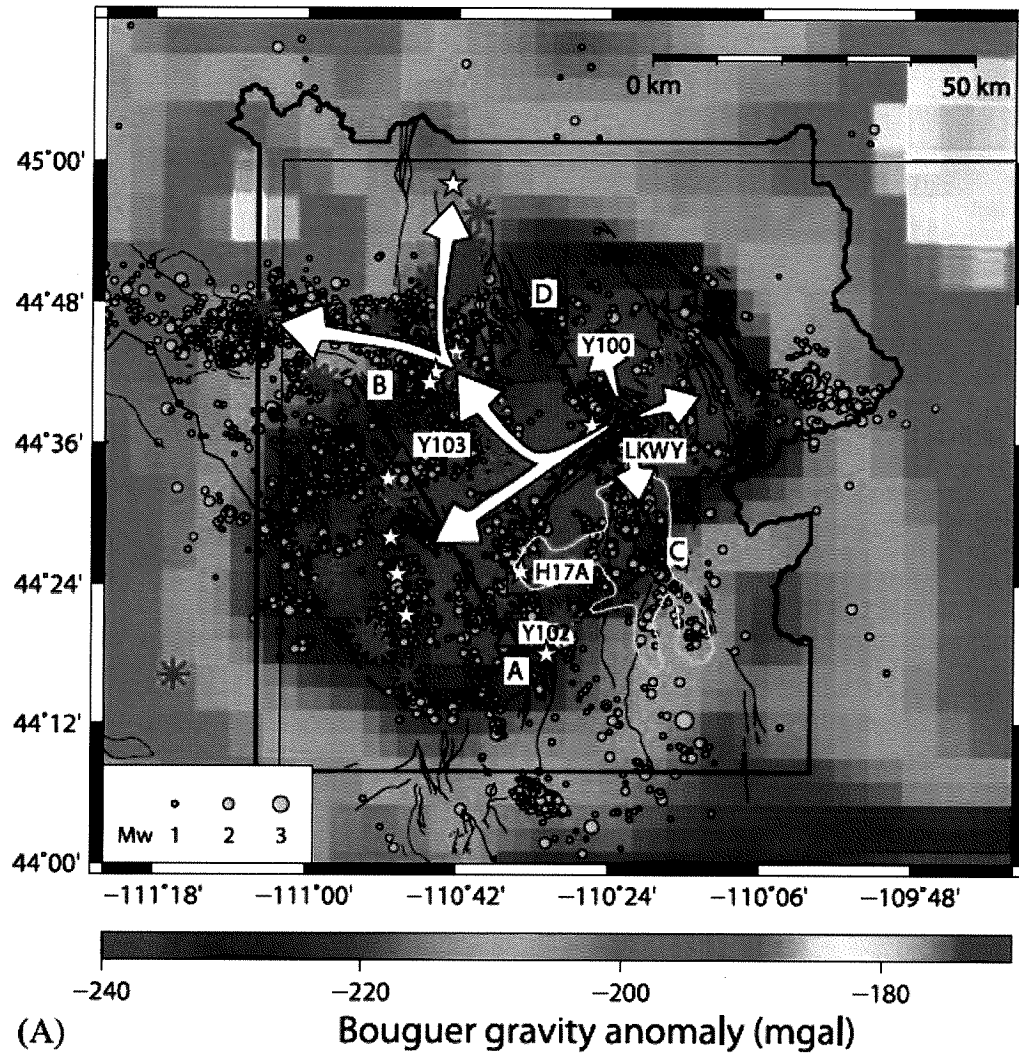 0 km 50 km
45°00'
44°48'
D
Y100
B
44°36'
Y103
LKWY
C
44°24'
H17A
Y102
A
44°12'
Mw 1 2 3
44°00'
−111°18' −111°00' −110°42' −110°24' −110°06' −109°48'
−240 −220 −200 −180
(A) Bouguer gravity anomaly (mgal)